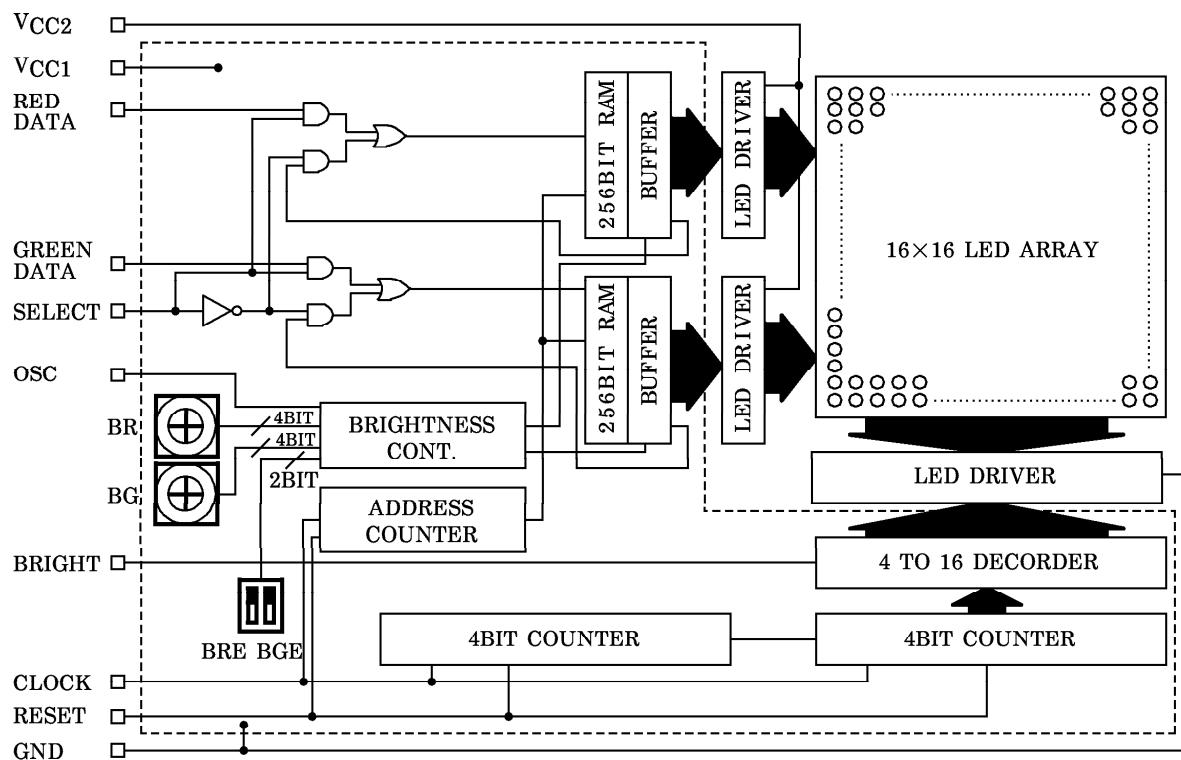 VCC2
VCC1
RED
DATA
256BIT RAM
BUFFER
LED DRIVER
16×16 LED ARRAY
GREEN
DATA
SELECT
256BIT RAM
BUFFER
LED DRIVER
OSC
BR
4BIT
4BIT
2BIT
BRIGHTNESS
CONT.
BG
LED DRIVER
ADDRESS
COUNTER
BRIGHT
4 TO 16 DECORDER
4BIT COUNTER
4BIT COUNTER
BRE BGE
CLOCK
RESET
GND